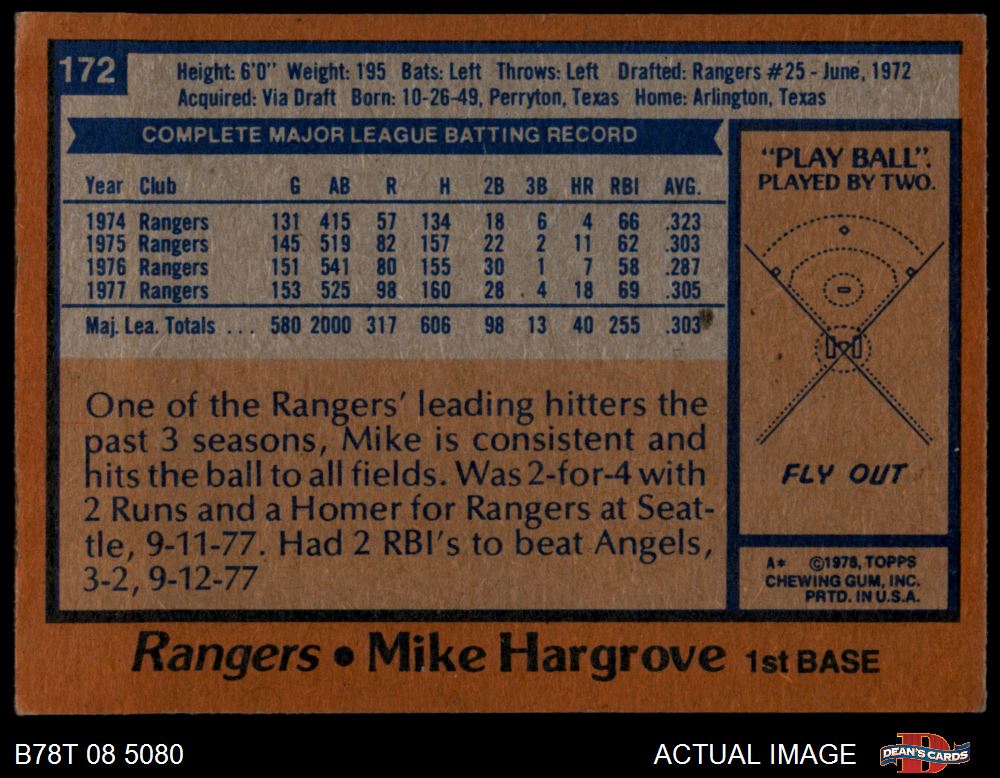 172
Height: 6'0" Weight: 195 Bats: Left Throws: Left Drafted: Rangers #25 - June, 1972
Acquired: Via Draft Born: 10-26-49, Perryton, Texas Home: Arlington, Texas
COMPLETE MAJOR LEAGUE BATTING RECORD
Year Club G AB R H 2B 3B HR RBI AVG.
1974 Rangers 131 415 57 134 18 6 4 66 .323
1975 Rangers 145 519 82 157 22 2 11 62 .303
1976 Rangers 151 541 80 155 30 1 7 58 .287
1977 Rangers 153 525 98 160 28 4 18 69 .305
Maj. Lea. Totals . . . 580 2000 317 606 98 13 40 255 .303
One of the Rangers' leading hitters the
past 3 seasons, Mike is consistent and
hits the ball to all fields. Was 2-for-4 with
2 Runs and a Homer for Rangers at Seat-
tle, 9-11-77. Had 2 RBI's to beat Angels,
3-2, 9-12-77
"PLAY BALL".
PLAYED BY TWO.
FLY OUT
A* ©1978, TOPPS
CHEWING GUM, INC.
PRTD. IN U.S.A.
Rangers • Mike Hargrove 1st BASE
B78T 08 5080
ACTUAL IMAGE
DEAN'S CARDS